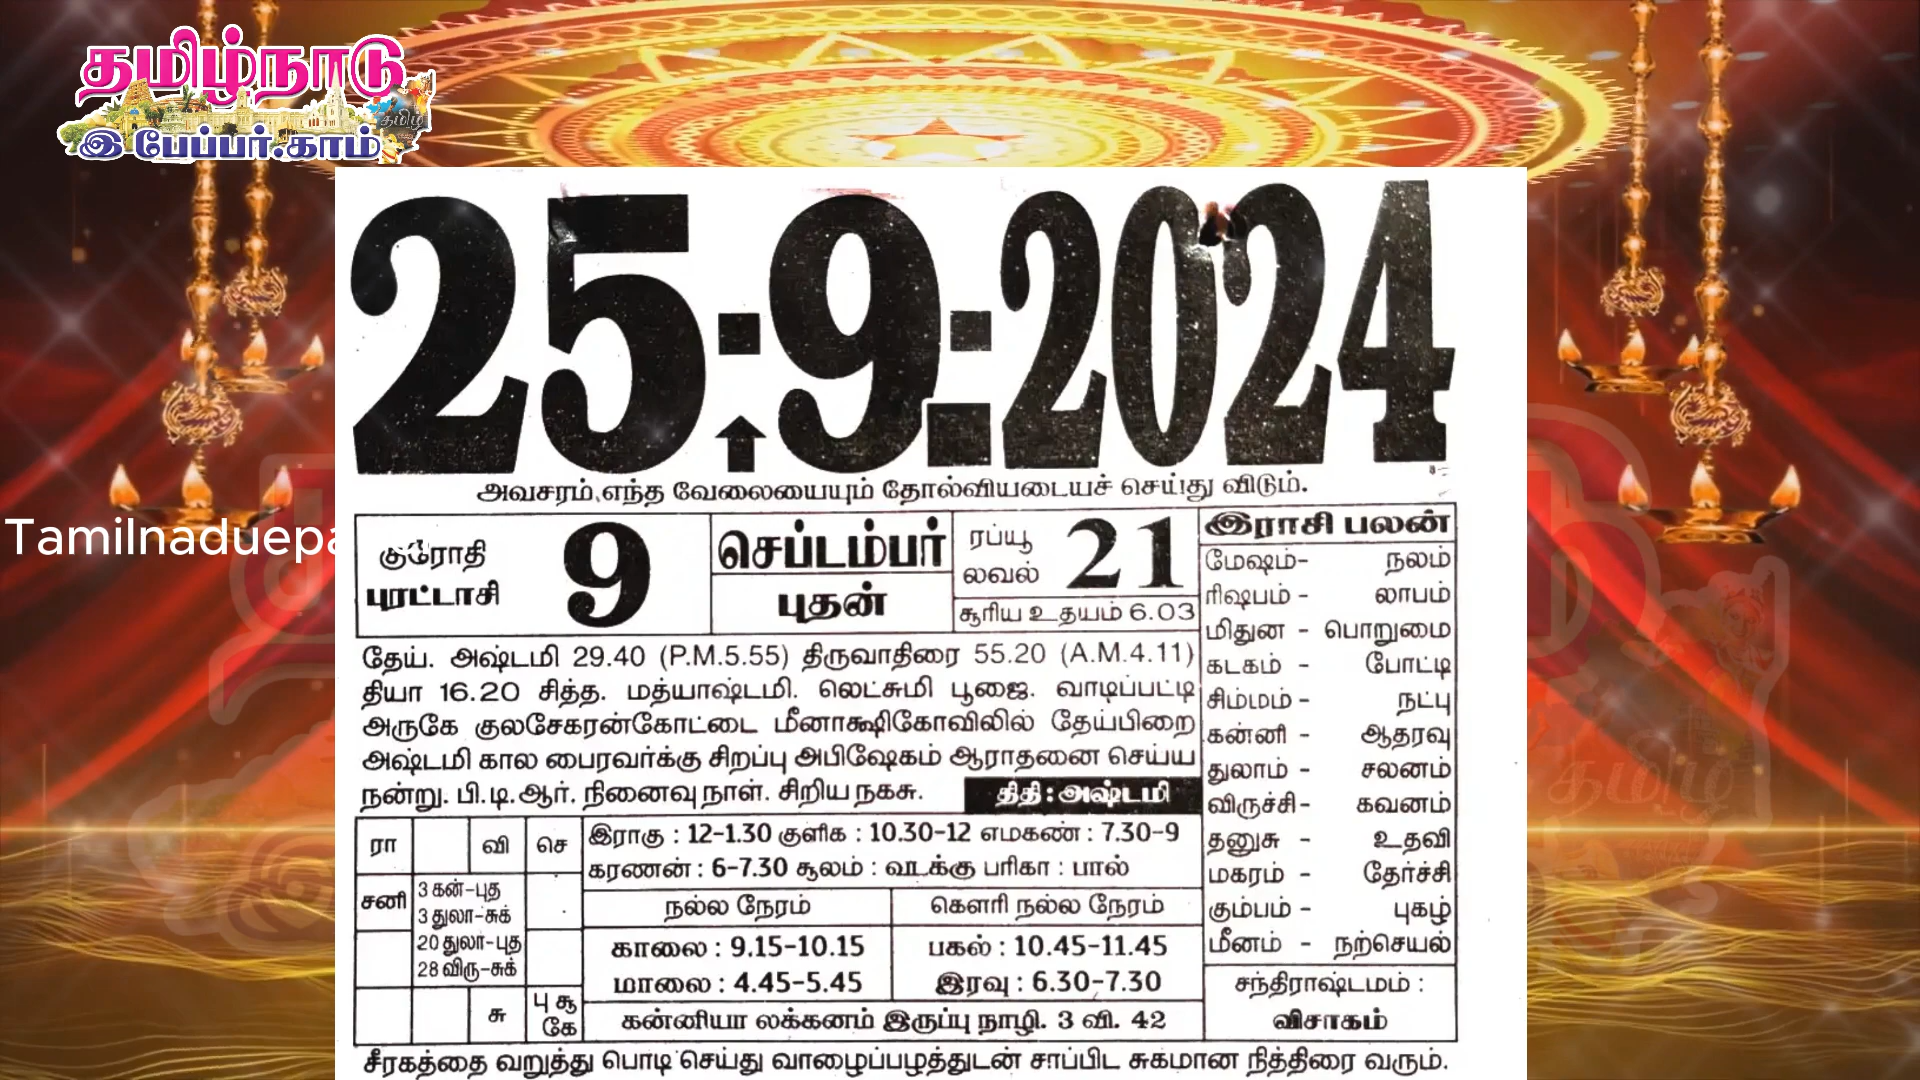 தமிழ்நாடு
தமிழ்
இ பேப்பர்.காம்
25-9-2024
அவசரம் எந்த வேலையையும் தோல்வியடையச் செய்து விடும்.
Tamilnaduepa
குரோதி
புரட்டாசி
9
செப்டம்பர்
புதன்
ரப்யூ
லவல்
21
சூரிய உதயம் 6.03
தேய். அஷ்டமி 29.40 (P.M.5.55) திருவாதிரை 55.20 (A.M.4.11)
தியா 16.20 சித்த. மத்யாஷ்டமி. லெட்சுமி பூஜை. வாடிப்பட்டி
அருகே குலசேகரன்கோட்டை மீனாக்ஷிகோவிலில் தேய்பிறை
அஷ்டமி கால பைரவர்க்கு சிறப்பு அபிஷேகம் ஆராதனை செய்ய
நன்று. பி.டி.ஆர். நினைவு நாள். சிறிய நகசு.
திதி : அஷ்டமி
இராசி பலன்
மேஷம்- நலம்
ரிஷபம் - லாபம்
மிதுன - பொறுமை
கடகம் - போட்டி
சிம்மம் - நட்பு
கன்னி - ஆதரவு
துலாம் - சலனம்
விருச்சி- கவனம்
தனுசு - உதவி
மகரம் - தேர்ச்சி
கும்பம் - புகழ்
மீனம் - நற்செயல்
சந்திராஷ்டமம் :
விசாகம்
ரா
வி
செ
சனி
3 கன்-புத
3 துலா-சுக்
20 துலா-புத
28 விரு-சுக்
சு
பு சூ
கே
இராகு : 12-1.30 குளிக : 10.30-12 எமகண் : 7.30-9
கரணன் : 6-7.30 சூலம் : வடக்கு பரிகா : பால்
நல்ல நேரம்
காலை : 9.15-10.15
மாலை : 4.45-5.45
கௌரி நல்ல நேரம்
பகல் : 10.45-11.45
இரவு : 6.30-7.30
கன்னியா லக்கனம் இருப்பு நாழி. 3 வி. 42
சீரகத்தை வறுத்து பொடி செய்து வாழைப்பழத்துடன் சாப்பிட சுகமான நித்திரை வரும்.